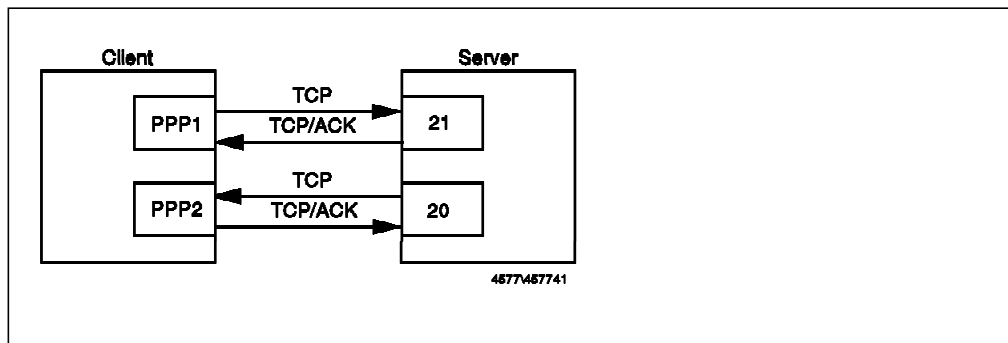 Client Server
TCP
PPP1 TCP/ACK 21
TCP
PPP2 TCP/ACK 20
4577\457741